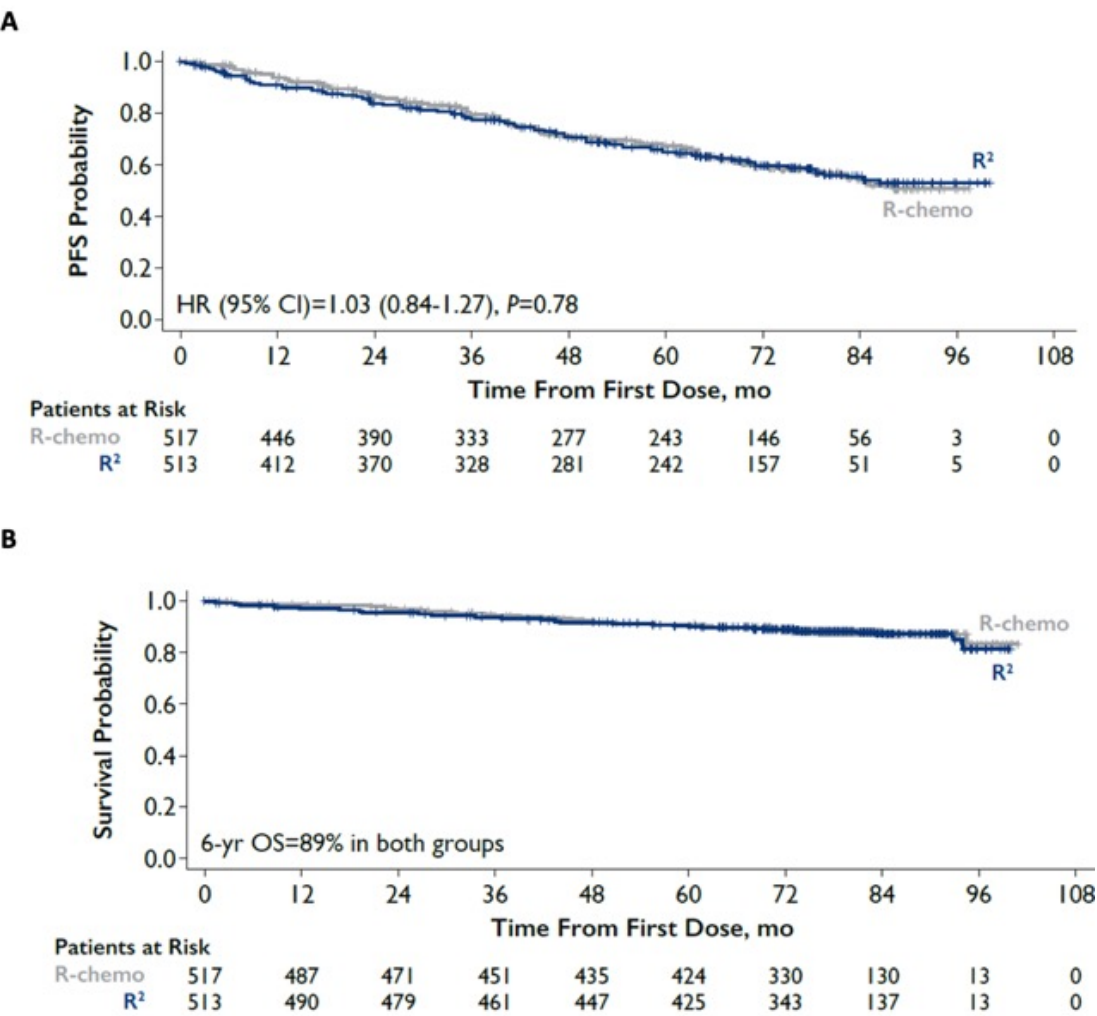 A
1.0
0.8
0.6
0.4
0.2
0.0
PFS Probability
R²
R-chemo
HR (95% CI)=1.03 (0.84-1.27), P=0.78
0 12 24 36 48 60 72 84 96 108
Time From First Dose, mo
Patients at Risk
R-chemo 517 446 390 333 277 243 146 56 3 0
R² 513 412 370 328 281 242 157 51 5 0
B
1.0
0.8
0.6
0.4
0.2
0.0
Survival Probability
R-chemo
R²
6-yr OS=89% in both groups
0 12 24 36 48 60 72 84 96 108
Time From First Dose, mo
Patients at Risk
R-chemo 517 487 471 451 435 424 330 130 13 0
R² 513 490 479 461 447 425 343 137 13 0